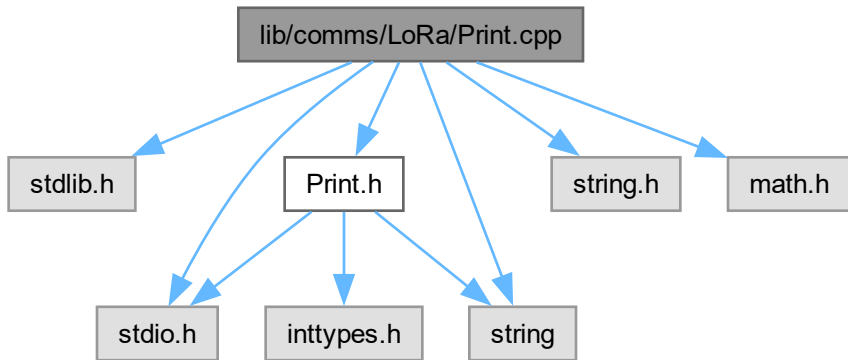 lib/comms/LoRa/Print.cpp
stdlib.h
Print.h
string.h
math.h
stdio.h
inttypes.h
string